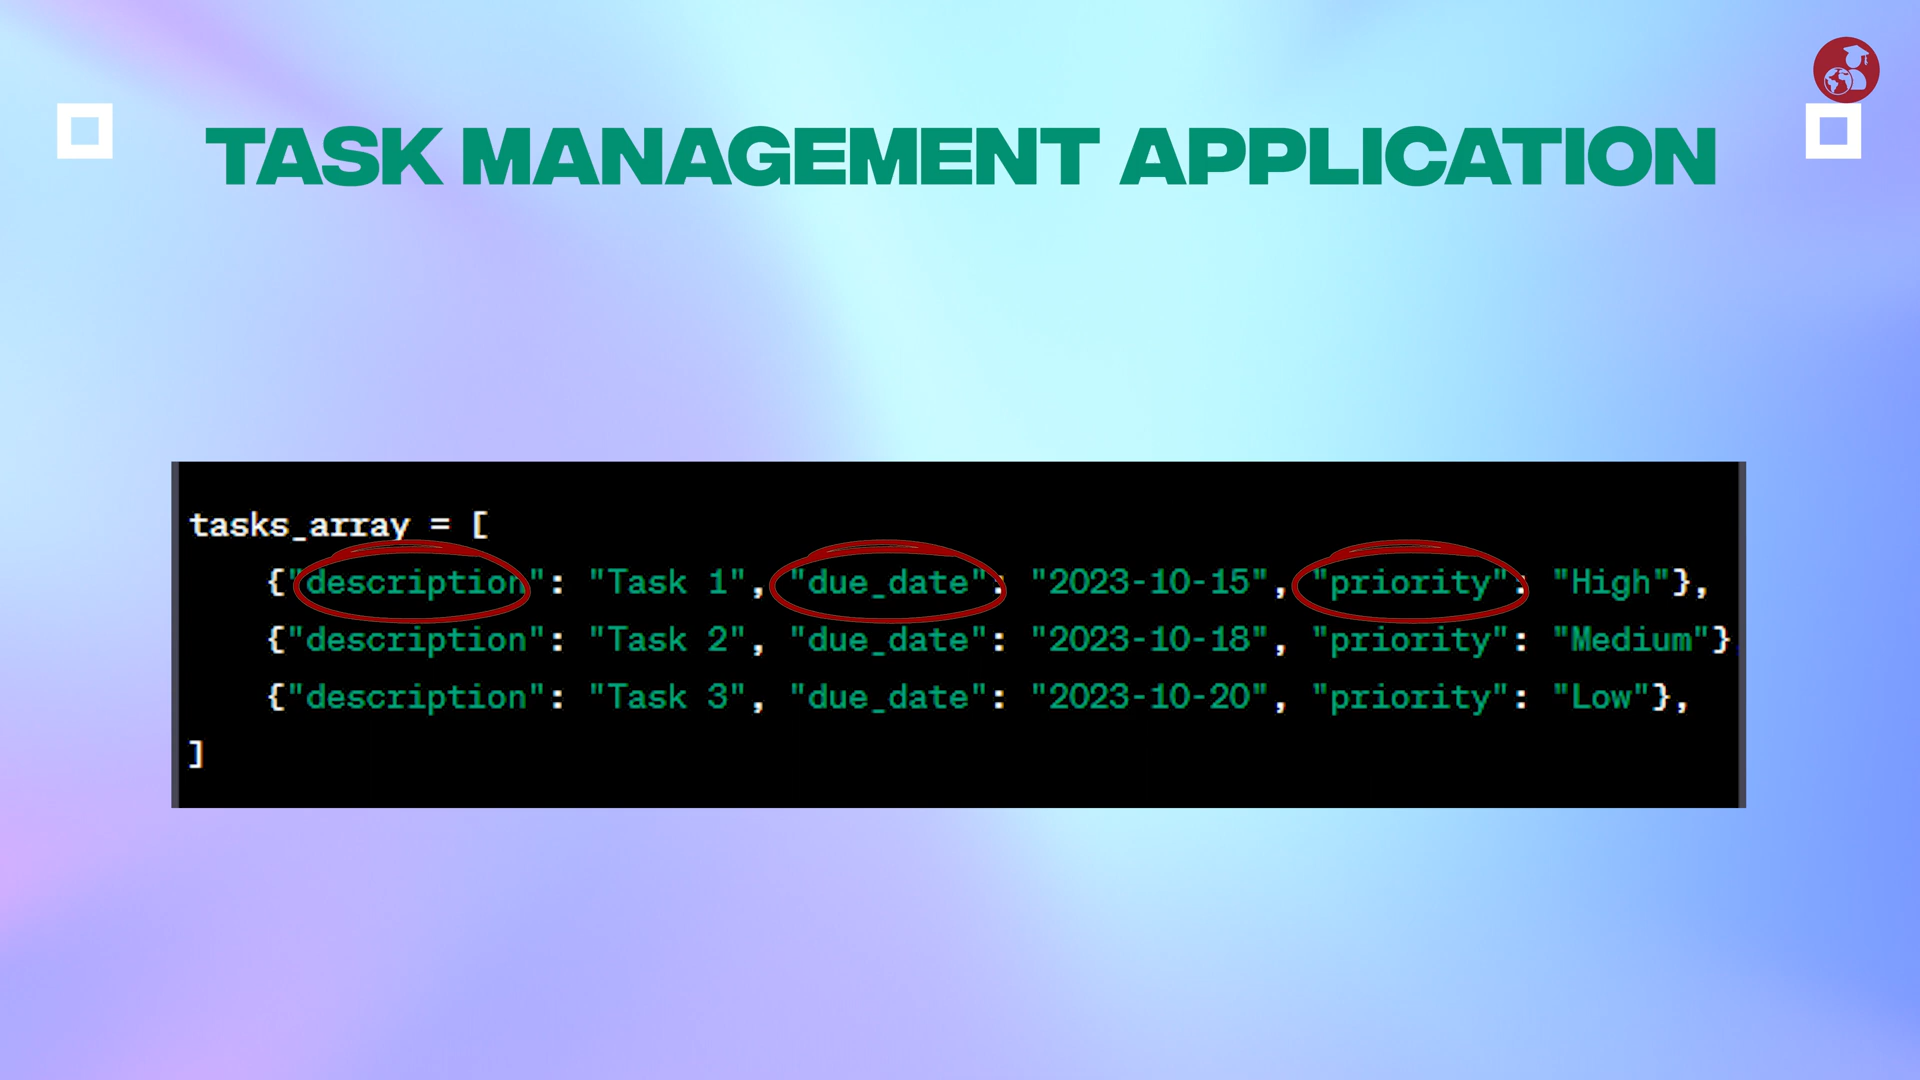 TASK MANAGEMENT APPLICATION
tasks_array = [
{"description": "Task 1", "due_date": "2023-10-15", "priority": "High"},
{"description": "Task 2", "due_date": "2023-10-18", "priority": "Medium"}
{"description": "Task 3", "due_date": "2023-10-20", "priority": "Low"},
]